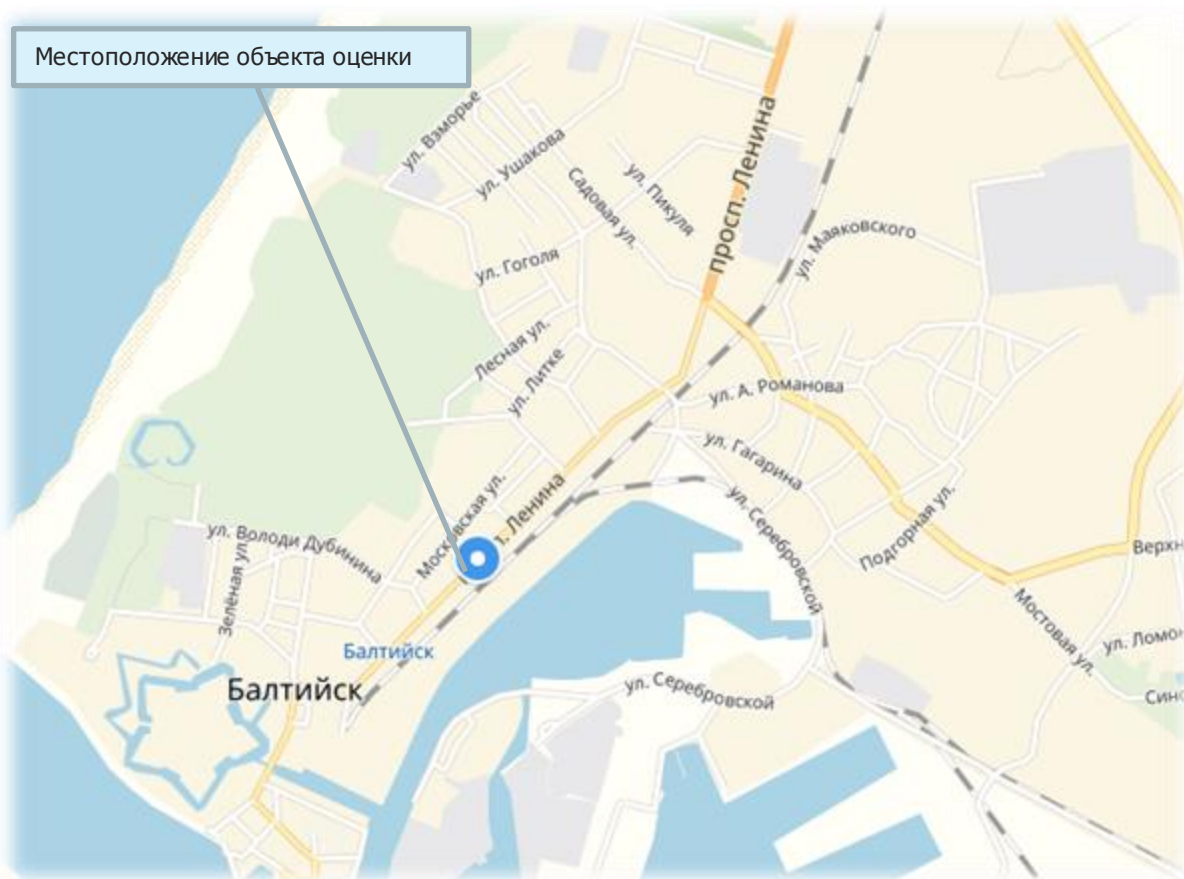 Местоположение объекта оценки
ул. Взморье
ул. Ушакова
Садовая ул.
ул. Пикуля
просп. Ленина
ул. Маяковского
ул. Гоголя
Лесная ул.
ул. Литке
ул. А. Романова
ул. Гагарина
Московская ул.
п. Ленина
ул. Серебровской
Подгорная ул.
ул. Володи Дубинина
Зелёная ул.
Верхн
Мостовая ул.
ул. Ломо
Балтийск
Балтийск
ул. Серебровской
Син